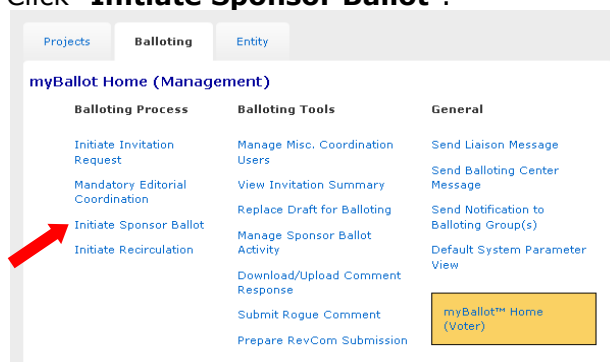 Click "Initiate Sponsor Ballot".
Projects
Balloting
Entity
myBallot Home (Management)
Balloting Process
Initiate Invitation
Request
Mandatory Editorial
Coordination
Initiate Sponsor Ballot
Initiate Recirculation
Balloting Tools
Manage Misc. Coordination
Users
View Invitation Summary
Replace Draft for Balloting
Manage Sponsor Ballot
Activity
Download/Upload Comment
Response
Submit Rogue Comment
Prepare RevCom Submission
General
Send Liaison Message
Send Balloting Center
Message
Send Notification to
Balloting Group(s)
Default System Parameter
View
myBallot™ Home
(Voter)